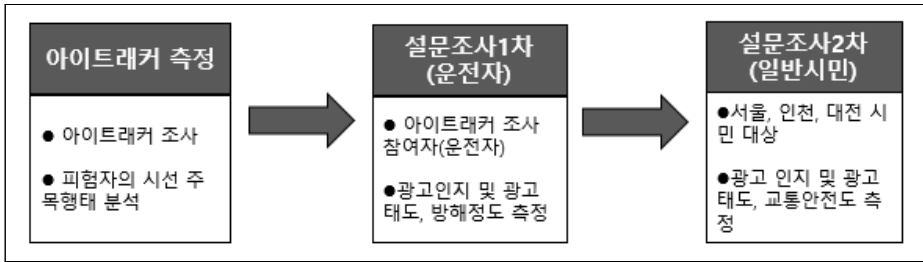 아이트래커 측정
● 아이트래커 조사
● 피험자의 시선 주
목행태 분석
설문조사1차
(운전자)
● 아이트래커 조사
참여자(운전자)
●광고인지 및 광고
태도, 방해정도 측정
설문조사2차
(일반시민)
●서울, 인천, 대전 시
민 대상
●광고 인지 및 광고
태도, 교통안전도 측
정